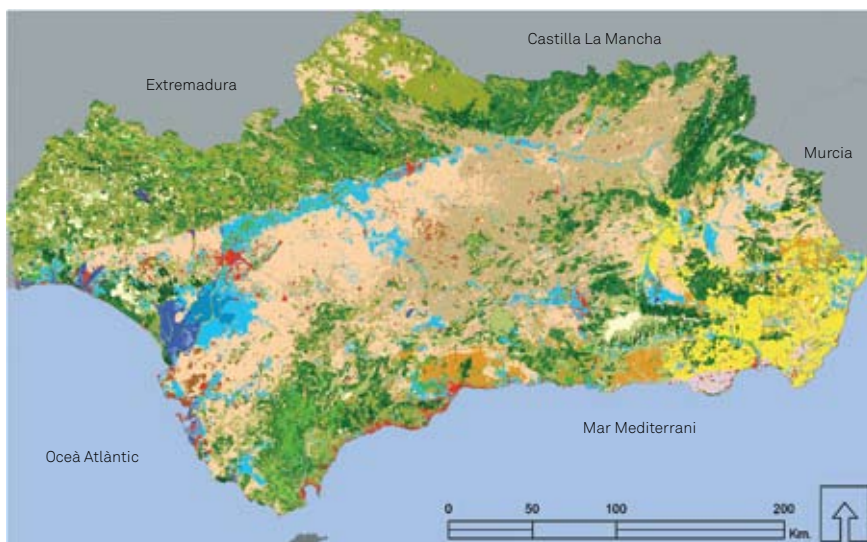 Castilla La Mancha
Extremadura
Murcia
Mar Mediterrani
Oceà Atlàntic
0 50 100 200
Km.